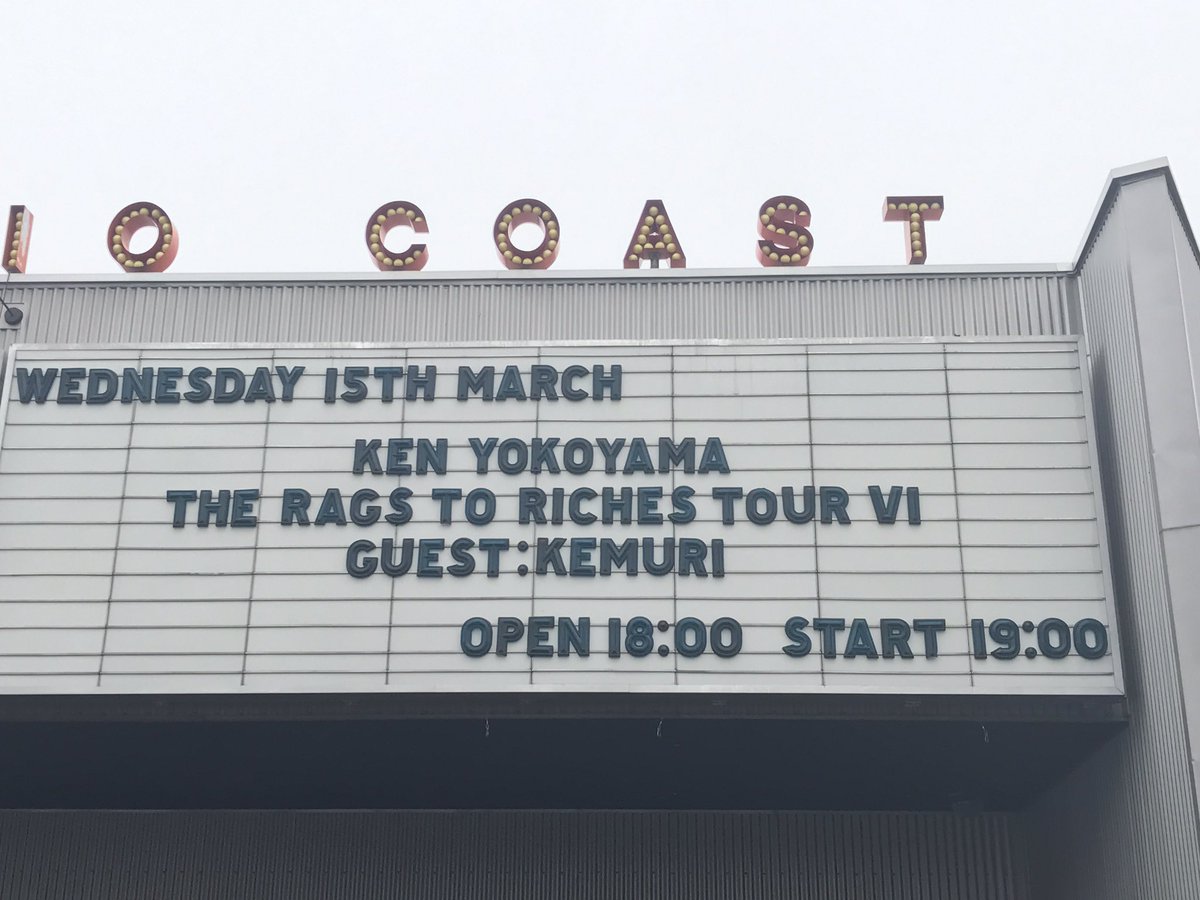 IO COAST
WEDNESDAY 15TH MARCH
KEN YOKOYAMA
THE RAGS TO RICHES TOUR VI
GUEST:KEMURI
OPEN 18:00 START 19:00